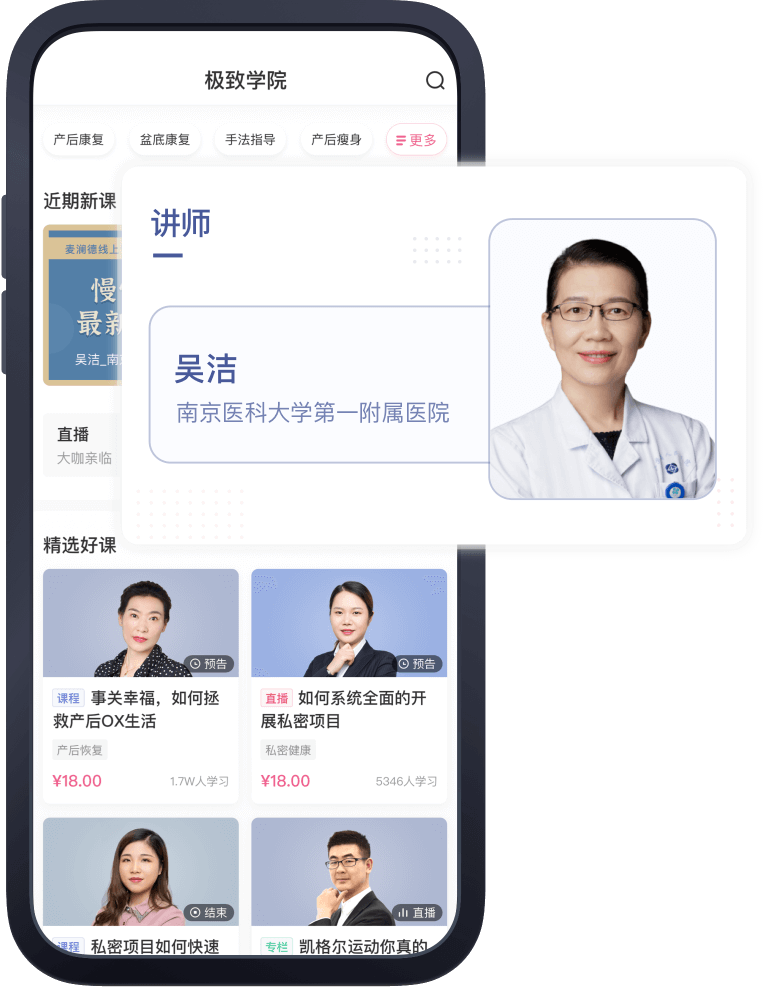 极致学院
产后康复
盆底康复
手法指导
产后瘦身
更多
近期新课
麦澜德线上
慢
最新
吴洁_南
讲师
吴洁
南京医科大学第一附属医院
直播
大咖亲临
精选好课
预告
课程 事关幸福，如何拯
救产后OX生活
产后恢复
¥18.00
1.7W人学习
预告
直播 如何系统全面的开
展私密项目
私密健康
¥18.00
5346人学习
结束
课程 私密项目如何快速
直播
专栏 凯格尔运动你真的